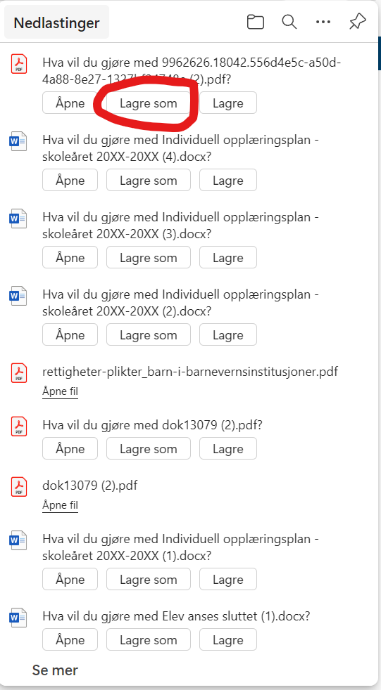 Nedlastinger
Hva vil du gjøre med 9962626.18042.556d4e5c-a50d-
4a88-8e27- (2).pdf?
Åpne Lagre som Lagre
Hva vil du gjøre med Individuell opplæringsplan -
skoleåret 20XX-20XX (4).docx?
Åpne Lagre som Lagre
Hva vil du gjøre med Individuell opplæringsplan -
skoleåret 20XX-20XX (3).docx?
Åpne Lagre som Lagre
Hva vil du gjøre med Individuell opplæringsplan -
skoleåret 20XX-20XX (2).docx?
Åpne Lagre som Lagre
rettigheter-plikter_barn-i-barnevernsinstitusjoner.pdf
Åpne fil
Hva vil du gjøre med dok13079 (2).pdf?
Åpne Lagre som Lagre
dok13079 (2).pdf
Åpne fil
Hva vil du gjøre med Individuell opplæringsplan -
skoleåret 20XX-20XX (1).docx?
Åpne Lagre som Lagre
Hva vil du gjøre med Elev anses sluttet (1).docx?
Åpne Lagre som Lagre
Se mer